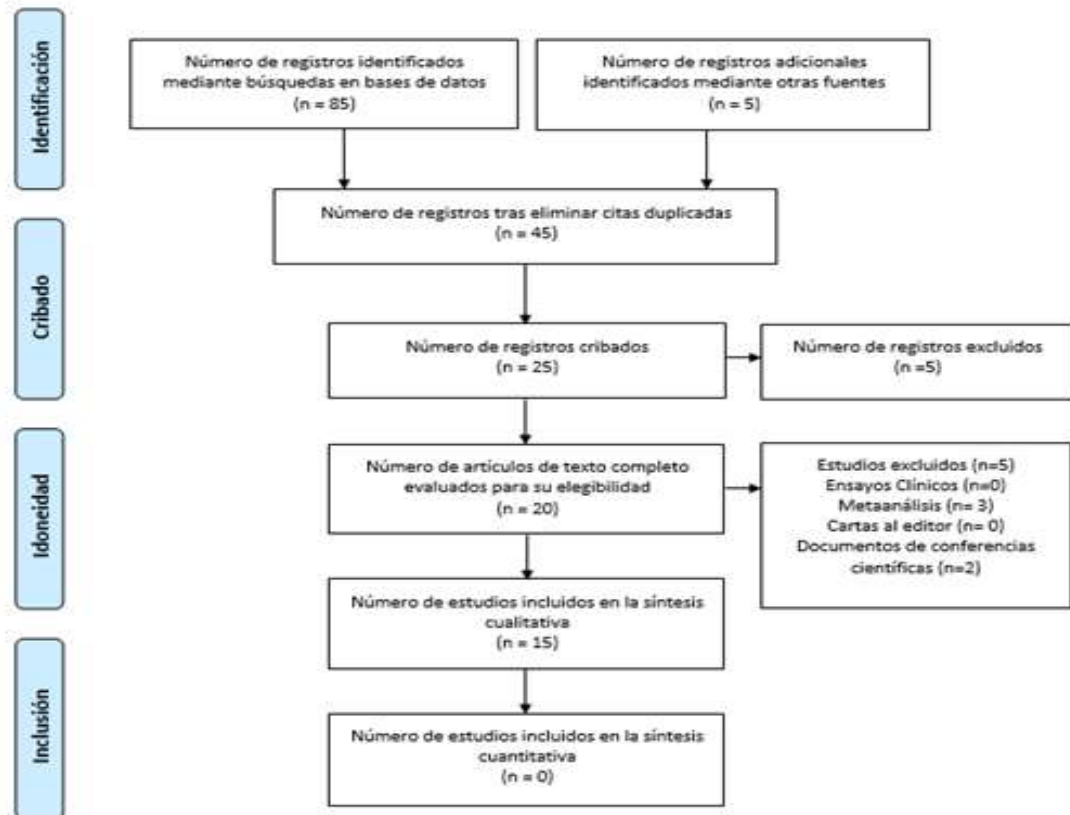 Identificación
Número de registros identificados
mediante búsquedas en bases de datos
(n = 85)
Número de registros adicionales
identificados mediante otras fuentes
(n = 5)
Número de registros tras eliminar citas duplicadas
(n = 45)
Cribado
Número de registros cribados
(n = 25)
Número de registros excluidos
(n =5)
Idoneidad
Número de artículos de texto completo
evaluados para su elegibilidad
(n = 20)
Estudios excluidos (n=5)
Ensayos Clínicos (n=0)
Metaanálisis (n= 3)
Cartas al editor (n= 0)
Documentos de conferencias
científicas (n=2)
Número de estudios incluidos en la síntesis
cualitativa
(n = 15)
Inclusión
Número de estudios incluidos en la síntesis
cuantitativa
(n = 0)